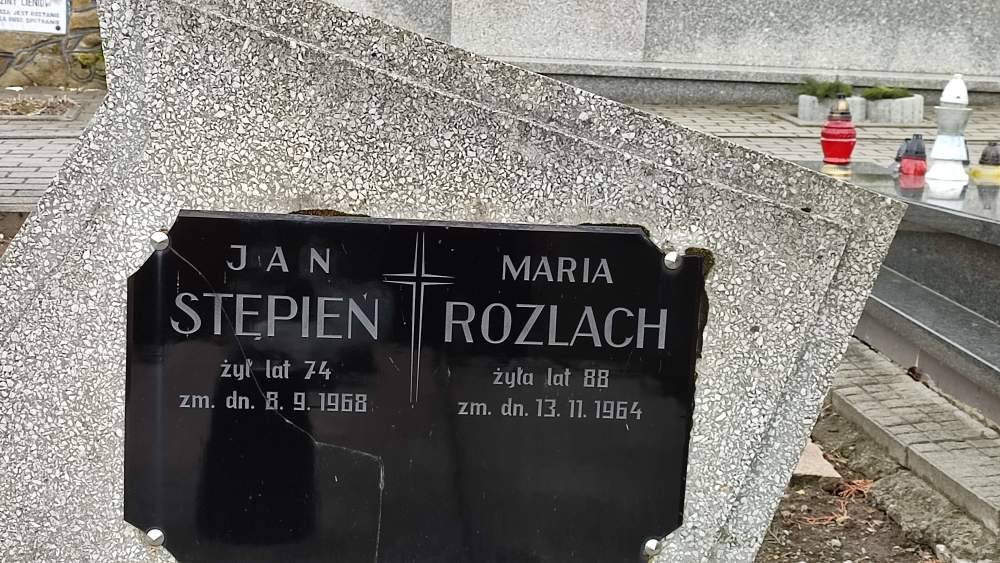 JAN
STĘPIEŃ
żył lat 74
zm. dn. 8. 9. 1968
MARIA
ROZLACH
żyła lat 88
zm. dn. 13. 11. 1964